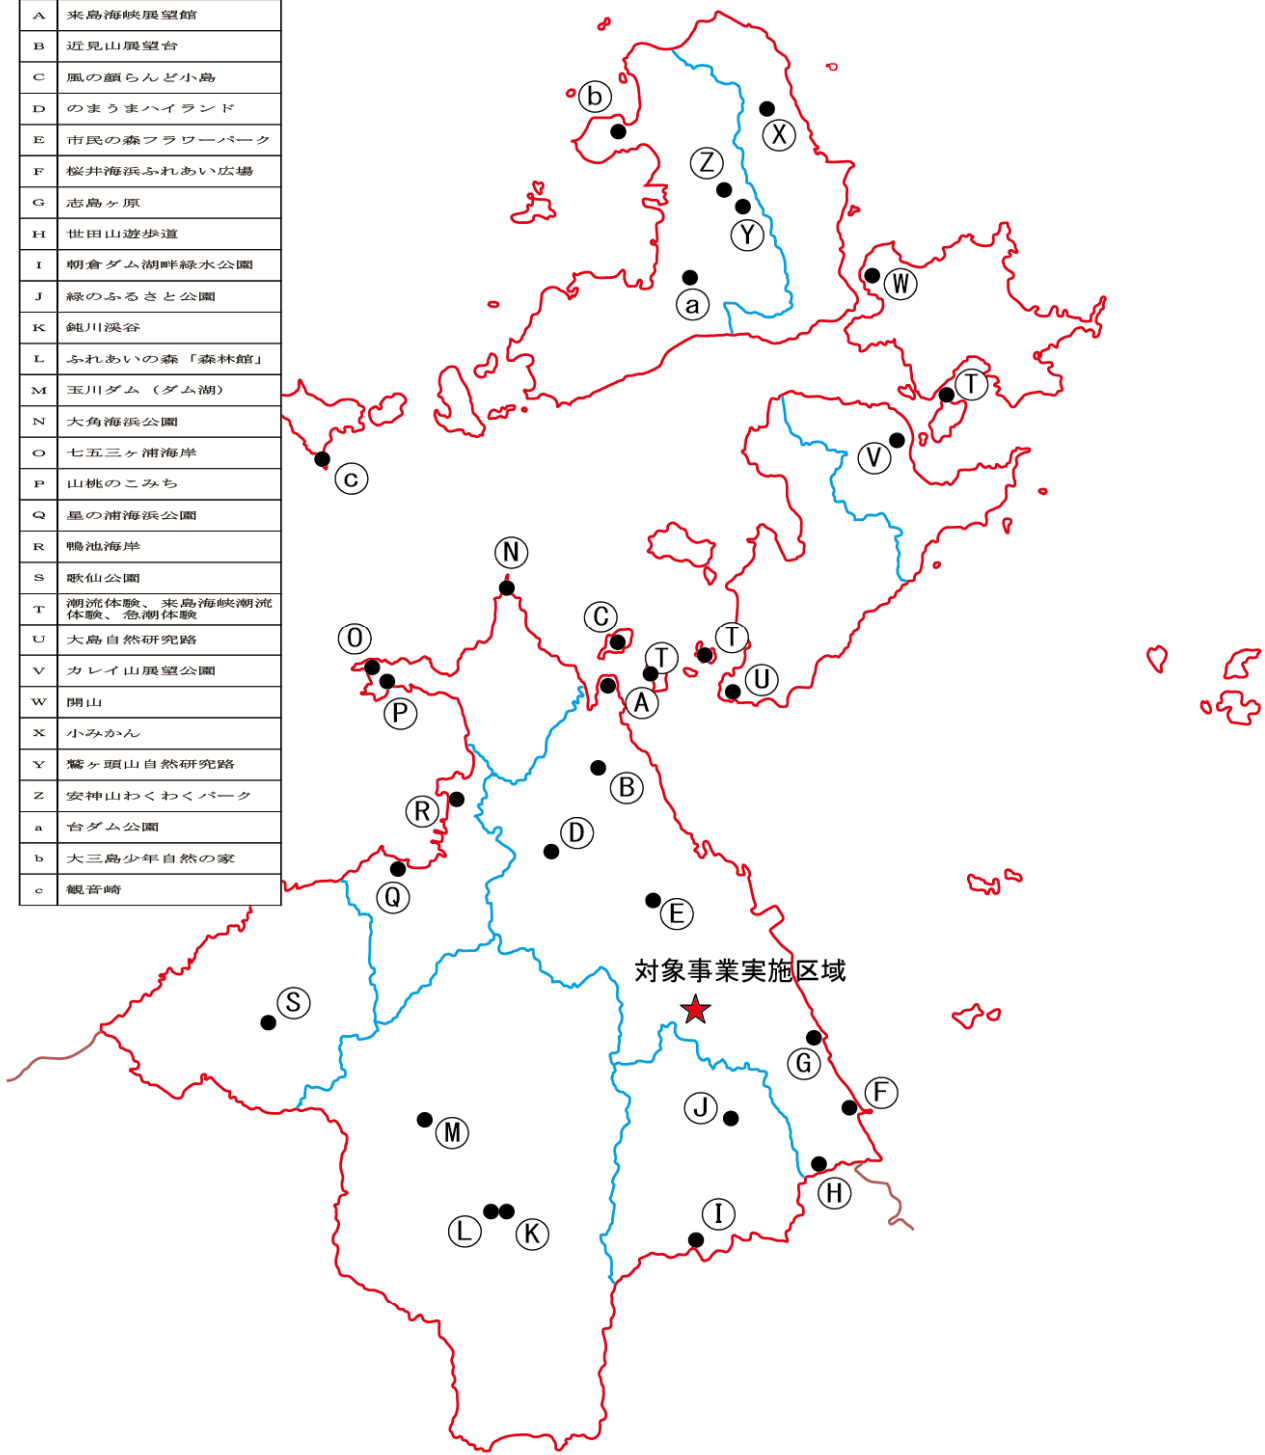 A 来島海峡展望館
B 近見山展望台
C 風の顔らんど小島
D のまうまハイランド
E 市民の森フラワーパーク
F 桜井海浜ふれあい広場
G 志島ヶ原
H 世田山遊歩道
I 朝倉ダム湖畔緑水公園
J 緑のふるさと公園
K 鈍川渓谷
L ふれあいの森「森林館」
M 玉川ダム（ダム湖）
N 大角海浜公園
O 七五三ヶ浦海岸
P 山桃のこみち
Q 星の浦海浜公園
R 鴨池海岸
S 歌仙公園
T 潮流体験、来島海峡潮流
体験、急潮体験
U 大島自然研究路
V カレイ山展望公園
W 開山
X 小みかん
Y 鷲ヶ頭山自然研究路
Z 安神山わくわくパーク
a 台ダム公園
b 大三島少年自然の家
c 観音崎
b
X
Z
Y
W
a
T
V
c
N
C
O
T
T
U
A
P
B
R
D
Q
E
対象事業実施区域
S
G
F
J
M
H
I
L
K